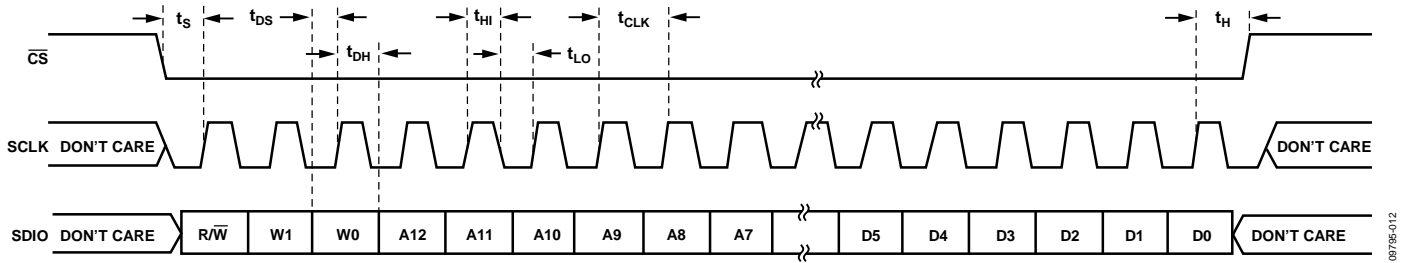 tS tDS tHI tCLK tH
tDH tLO
C̅S̅
SCLK DON'T CARE DON'T CARE
SDIO DON'T CARE R/W̅ W1 W0 A12 A11 A10 A9 A8 A7 D5 D4 D3 D2 D1 D0 DON'T CARE
09795-012